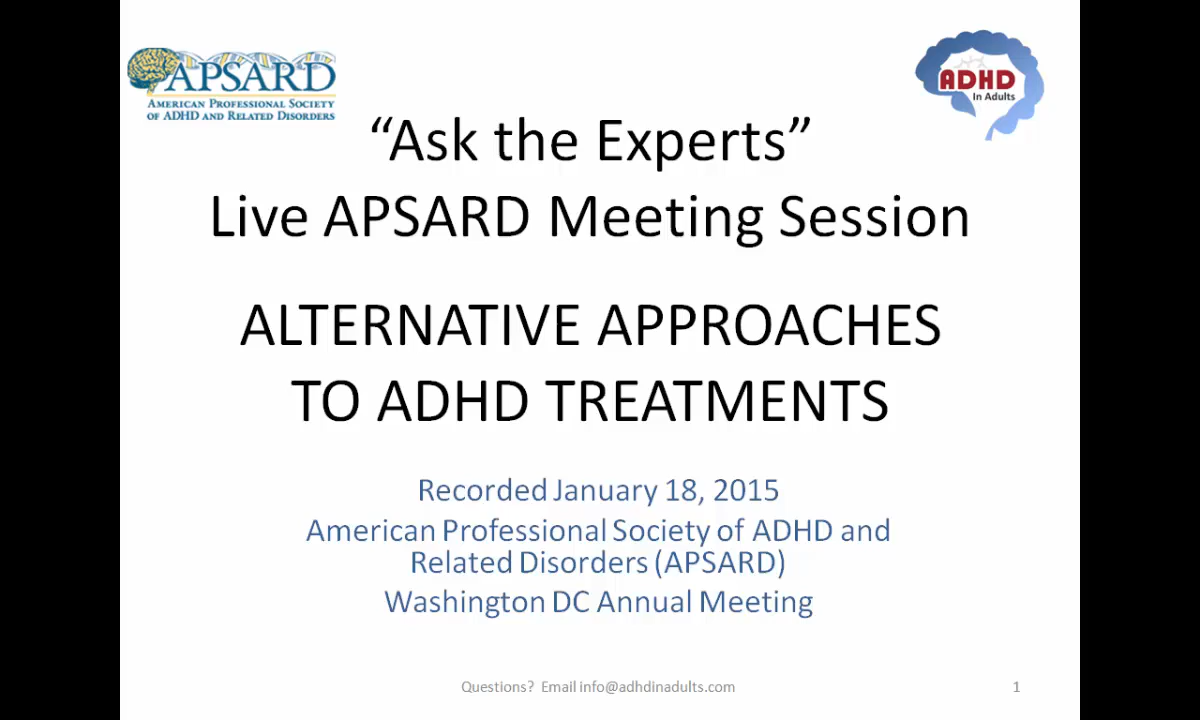 APSARD
American Professional Society
of ADHD and Related Disorders
ADHD
In Adults
“Ask the Experts”
Live APSARD Meeting Session
ALTERNATIVE APPROACHES
TO ADHD TREATMENTS
Recorded January 18, 2015
American Professional Society of ADHD and
Related Disorders (APSARD)
Washington DC Annual Meeting
Questions? Email info@adhdinadults.com
1